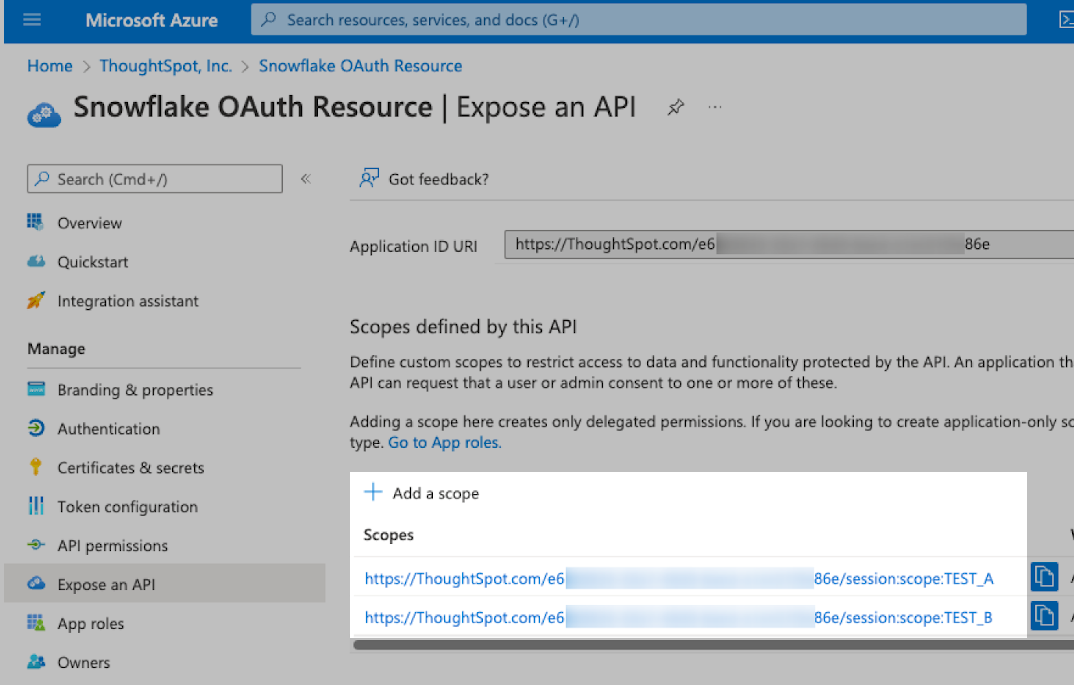 Microsoft Azure
Search resources, services, and docs (G+/)
Home > ThoughtSpot, Inc. > Snowflake OAuth Resource
Snowflake OAuth Resource | Expose an API
Search (Cmd+/)
Got feedback?
Overview
Quickstart
Integration assistant
Manage
Branding & properties
Authentication
Certificates & secrets
Token configuration
API permissions
Expose an API
App roles
Owners
Application ID URI
https://ThoughtSpot.com/e6 86e
Scopes defined by this API
Define custom scopes to restrict access to data and functionality protected by the API. An application th
API can request that a user or admin consent to one or more of these.
Adding a scope here creates only delegated permissions. If you are looking to create application-only sc
type. Go to App roles.
Add a scope
Scopes
https://ThoughtSpot.com/e6 86e/session:scope:TEST_A
https://ThoughtSpot.com/e6 86e/session:scope:TEST_B